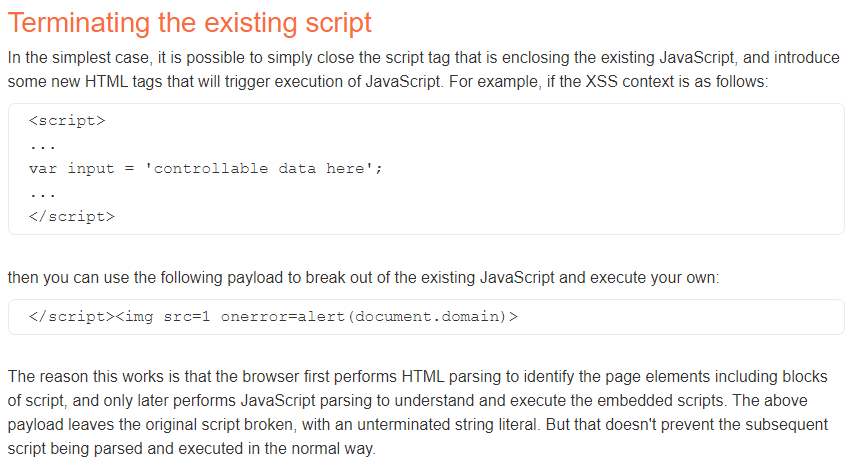 Terminating the existing script
In the simplest case, it is possible to simply close the script tag that is enclosing the existing JavaScript, and introduce
some new HTML tags that will trigger execution of JavaScript. For example, if the XSS context is as follows:
<script>
...
var input = 'controllable data here';
...
</script>
then you can use the following payload to break out of the existing JavaScript and execute your own:
</script><img src=1 onerror=alert(document.domain)>
The reason this works is that the browser first performs HTML parsing to identify the page elements including blocks
of script, and only later performs JavaScript parsing to understand and execute the embedded scripts. The above
payload leaves the original script broken, with an unterminated string literal. But that doesn't prevent the subsequent
script being parsed and executed in the normal way.